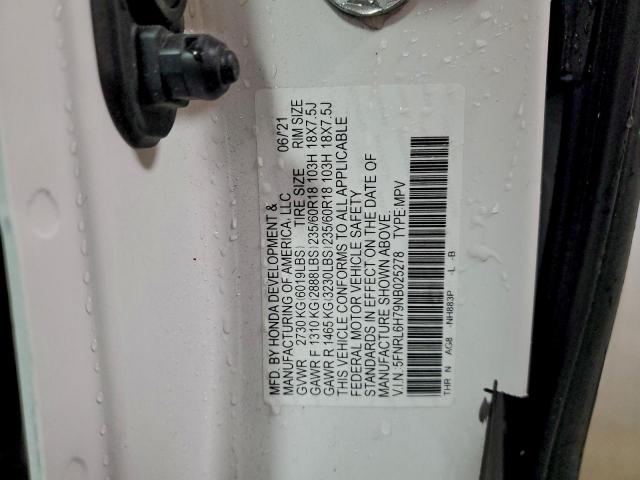 MFD. BY HONDA DEVELOPMENT &
MANUFACTURING OF AMERICA, LLC 06/'21
GVWR 2730 KG(6019LBS) TIRE SIZE RIM SIZE
GAWR F 1310 KG(2888LBS) 235/60R18 103H 18X7.5J
GAWR R 1465 KG(3230LBS) 235/60R18 103H 18X7.5J
THIS VEHICLE CONFORMS TO ALL APPLICABLE
FEDERAL MOTOR VEHICLE SAFETY
STANDARDS IN EFFECT ON THE DATE OF
MANUFACTURE SHOWN ABOVE.
V.I.N.:5FNRL6H79NB025278 TYPE:MPV
THR N AG8 -NH883P -L -B